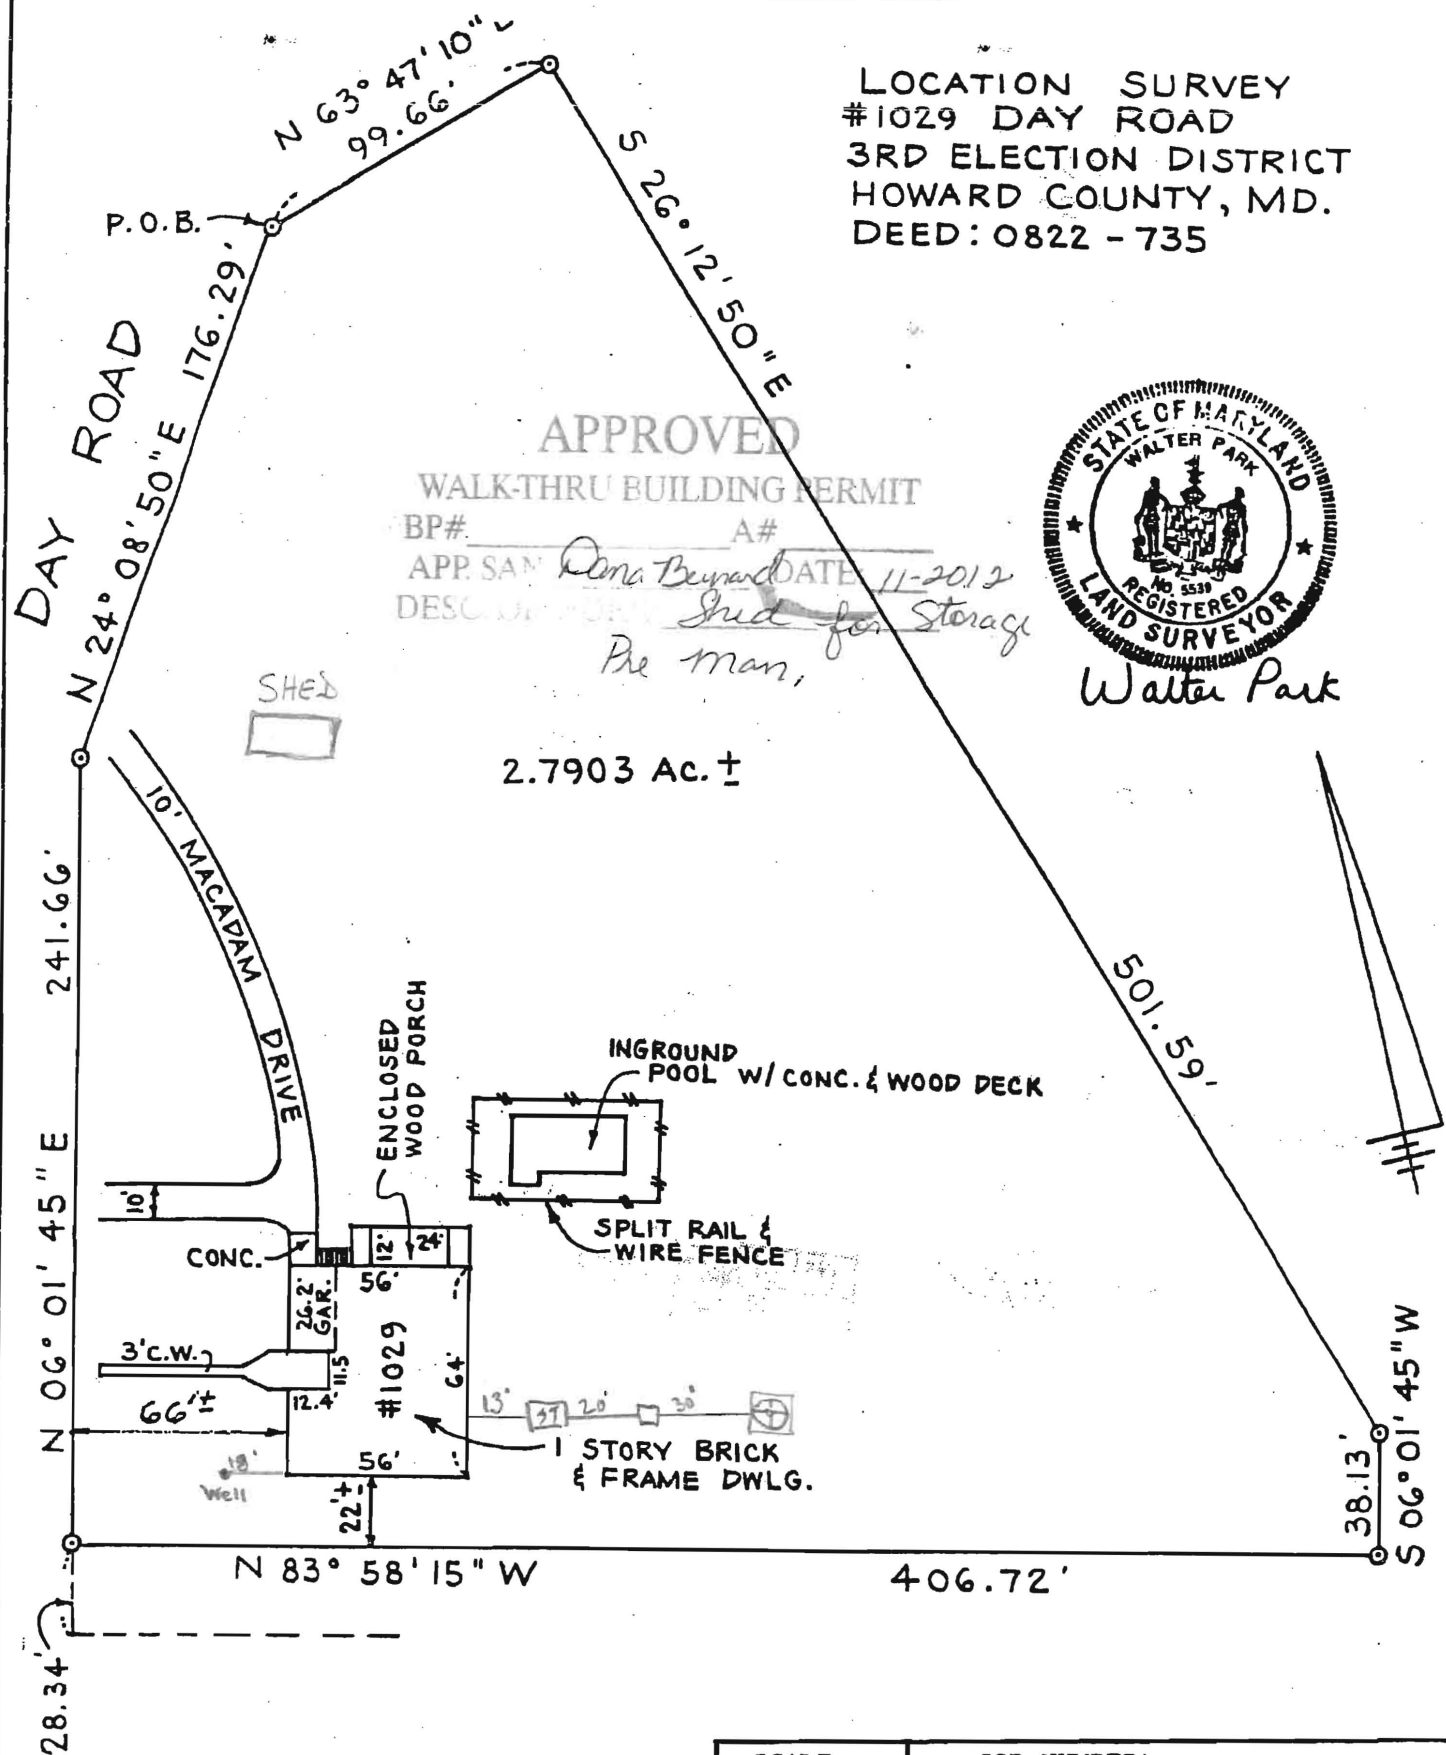 LOCATION SURVEY
#1029 DAY ROAD
3RD ELECTION DISTRICT
HOWARD COUNTY, MD.
DEED: 0822-735
N 63° 47' 10"
99.66'
S 26° 12' 50" E
501.59'
P.O.B.
DAY ROAD
N 24° 08' 50" E 176.29'
APPROVED
WALK-THRU BUILDING PERMIT
BP# A#
APP. SAN DATE 11-2012
Shed for Storage
Pre Man,
STATE OF MARYLAND
WALTER PARK
NO. 5539
REGISTERED
LAND SURVEYOR
Walter Park
SHED
2.7903 AC. ±
10' MACADAM DRIVE
N 06° 01' 45" E 241.66'
ENCLOSED
WOOD PORCH
INGROUND
POOL W/ CONC. & WOOD DECK
SPLIT RAIL &
WIRE FENCE
10'
CONC.
12' 24'
56'
26.2'
GAR.
3' C.W.
11.5
12.4'
#1029
64'
66'±
13' ST 20' 30'
1 STORY BRICK
& FRAME DWLG.
56'
18'
Well
22'±
38.13'
S 06° 01' 45" W
N 83° 58' 15" W 406.72'
28.34'